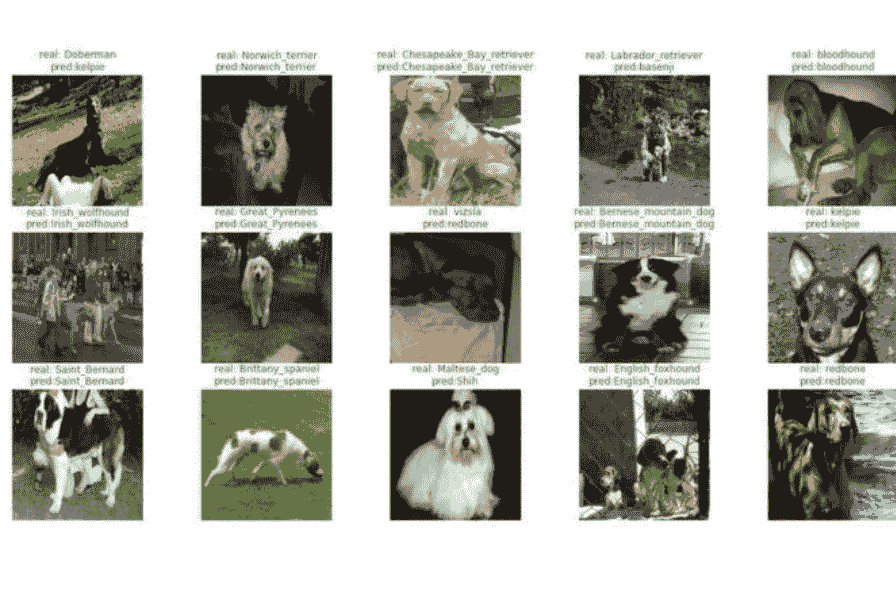 real: Doberman
pred:kelpie
real: Norwich_terrier
pred:Norwich_terrier
real: Chesapeake_Bay_retriever
pred:Chesapeake_Bay_retriever
real: Labrador_retriever
pred:basenji
real: bloodhound
pred:bloodhound
real: Irish_wolfhound
pred:Irish_wolfhound
real: Great_Pyrenees
pred:Great_Pyrenees
real: vizsla
pred:redbone
real: Bernese_mountain_dog
pred:Bernese_mountain_dog
real: kelpie
pred:kelpie
real: Saint_Bernard
pred:Saint_Bernard
real: Brittany_spaniel
pred:Brittany_spaniel
real: Maltese_dog
pred:Shih
real: English_foxhound
pred:English_foxhound
real: redbone
pred:redbone